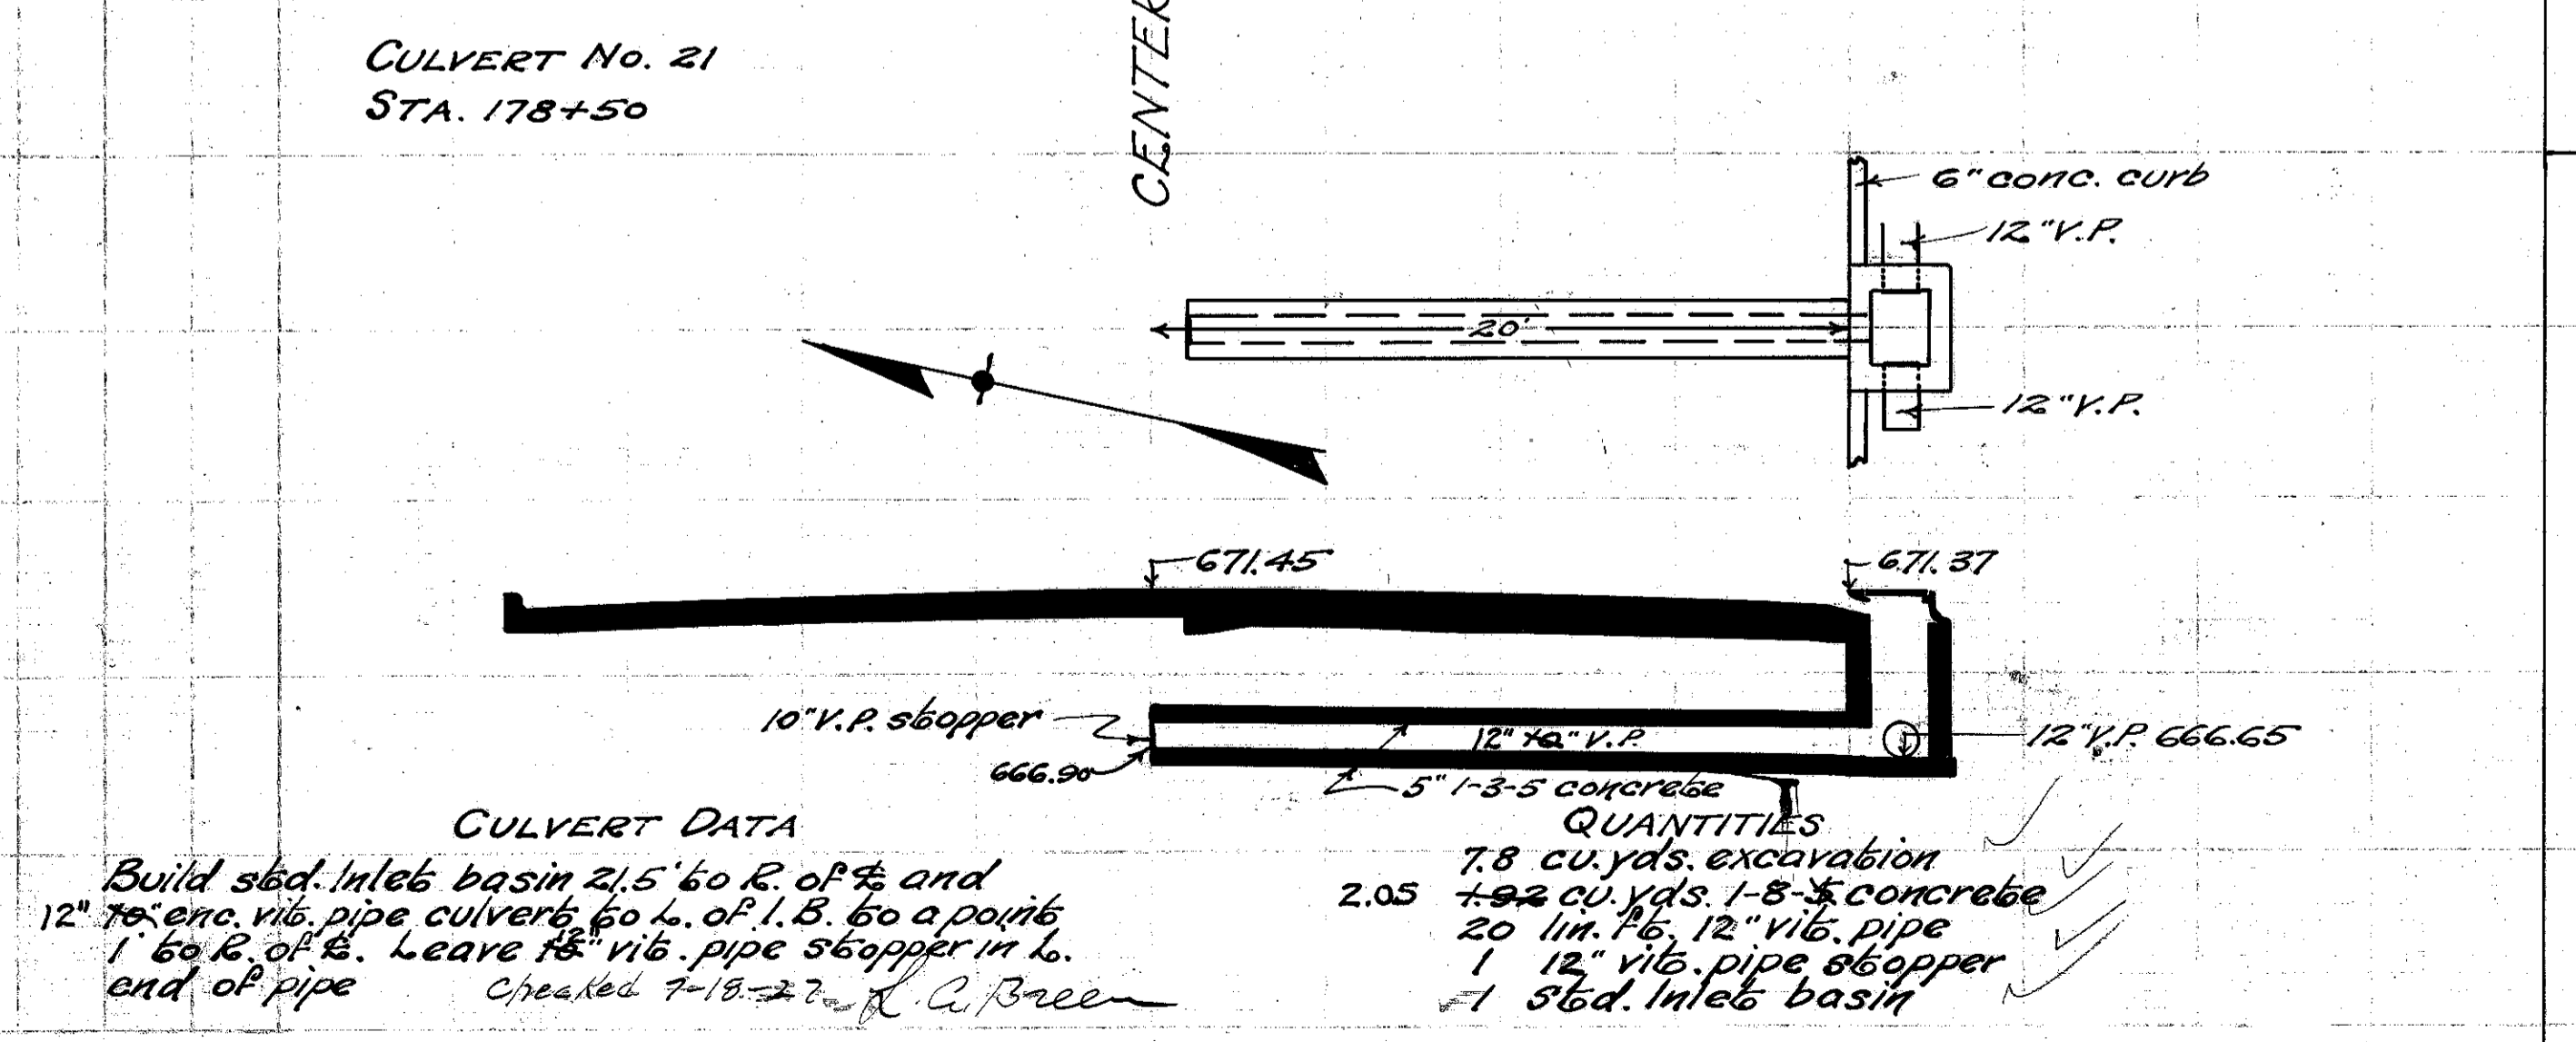 CULVERT No. 21
STA. 178+50
CENTER
6" conc. curb
12" V.P.
20'
12" V.P.
671.45
671.37
10" V.P. stopper
12" 10" V.P.
12" V.P. 666.65
666.90
5" 1-3-5 concrete
CULVERT DATA
Build std. Inlet basin 21.5' to R. of ℄ and
12" 10" enc. vit. pipe culvert to L. of I.B. to a point
1' to R. of ℄. Leave 12" vit. pipe stopper in L.
end of pipe
Checked 7-18-27 L. A. Breen
QUANTITIES
7.8 cu. yds. excavation
2.05 1.92 cu. yds. 1-8-5 concrete
20 lin. ft. 12" vit. pipe
1 12" vit. pipe stopper
1 Std. Inlet basin